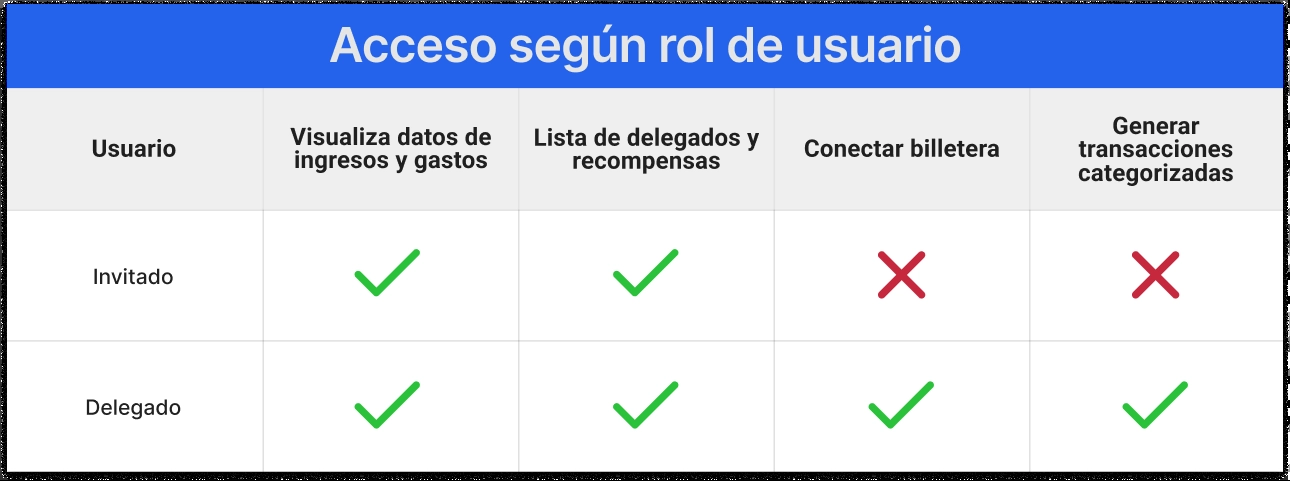 Acceso según rol de usuario
Usuario
Visualiza datos de
ingresos y gastos
Lista de delegados y
recompensas
Conectar billetera
Generar
transacciones
categorizadas
Invitado
Delegado